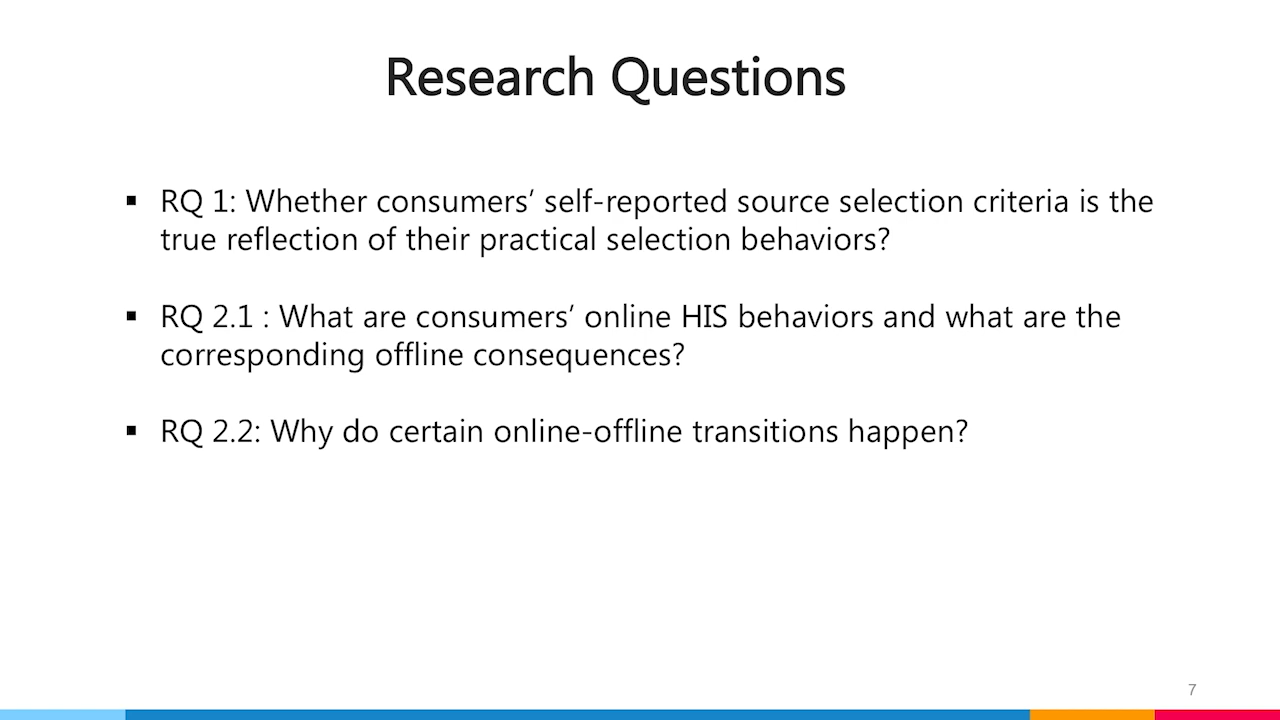 Research Questions
▪ RQ 1: Whether consumers’ self-reported source selection criteria is the
true reflection of their practical selection behaviors?
▪ RQ 2.1 : What are consumers’ online HIS behaviors and what are the
corresponding offline consequences?
▪ RQ 2.2: Why do certain online-offline transitions happen?
7